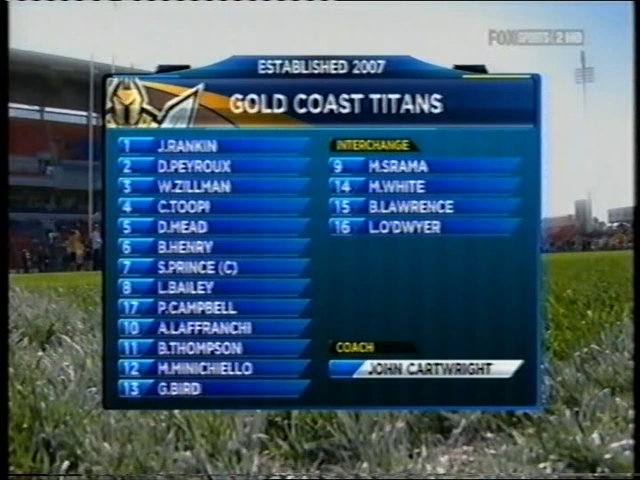 FOX SPORTS 2 HD
ESTABLISHED 2007
GOLD COAST TITANS
1 J.RANKIN
2 D.PEYROUX
3 W.ZILLMAN
4 C.TOOPI
5 D.MEAD
6 B.HENRY
7 S.PRINCE (C)
8 L.BAILEY
17 P.CAMPBELL
10 A.LAFFRANCHI
11 B.THOMPSON
12 M.MINICHIELLO
13 G.BIRD
INTERCHANGE
9 M.SRAMA
14 M.WHITE
15 B.LAWRENCE
16 L.O'DWYER
COACH
JOHN CARTWRIGHT